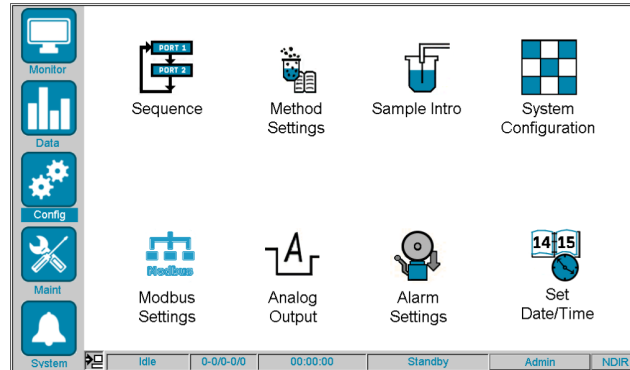 Monitor
Data
Config
Maint
System
PORT 1
PORT 2
Sequence
Method
Settings
Sample Intro
System
Configuration
Modbus
Modbus
Settings
A
Analog
Output
Alarm
Settings
14 15
Set
Date/Time
Idle
0-0/0-0/0
00:00:00
Standby
Admin
NDIR